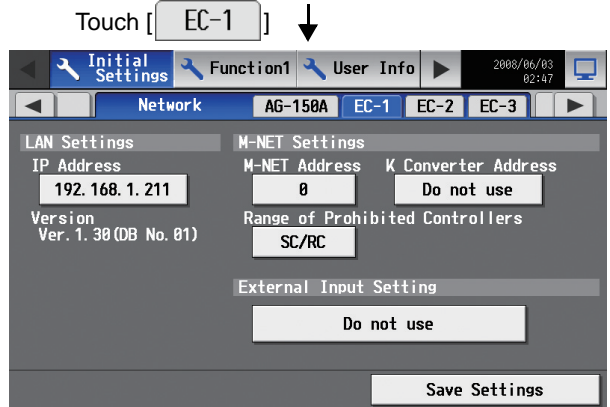 Touch [ EC-1 ]
Initial Settings Function1 User Info 2008/06/03 02:47
Network AG-150A EC-1 EC-2 EC-3
LAN Settings M-NET Settings
IP Address M-NET Address K Converter Address
192.168.1.211 0 Do not use
Version Range of Prohibited Controllers
Ver.1.30(DB No.01) SC/RC
External Input Setting
Do not use
Save Settings